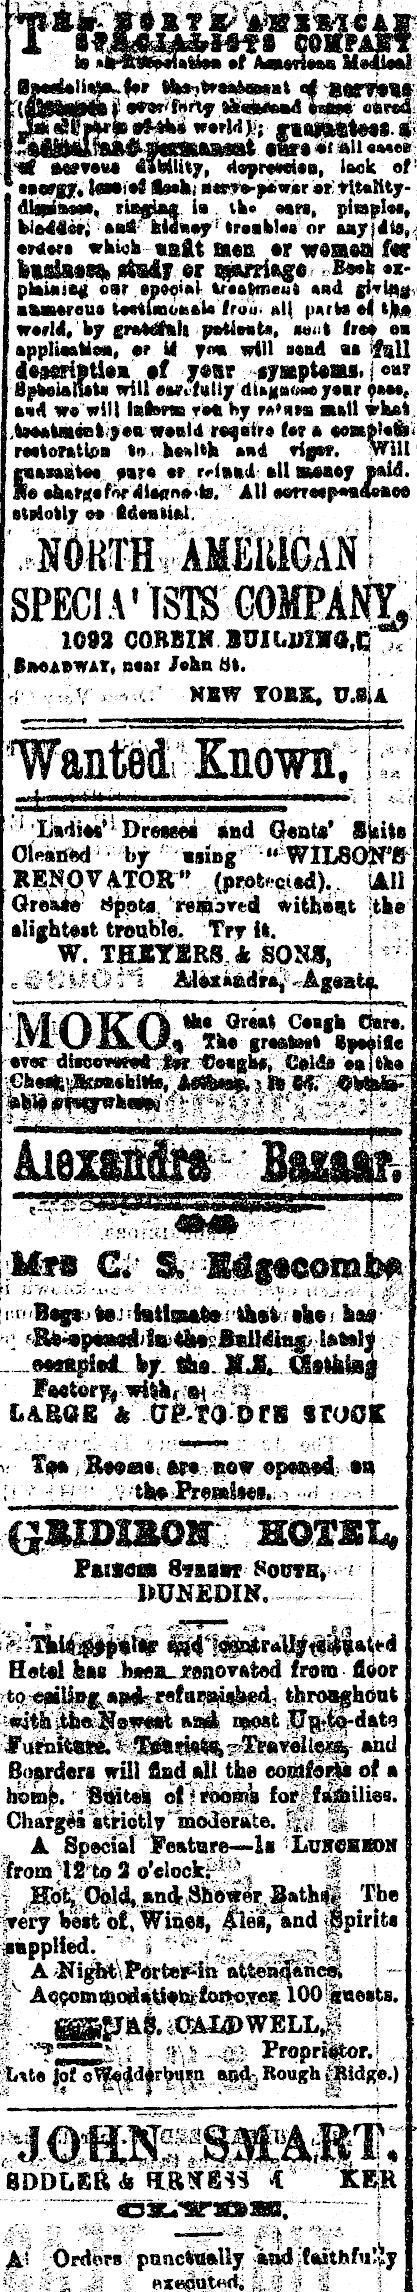 THE NORTH AMERICAN
SPECIALISTS COMPANY
is an Association of American Medical
Specialists for the treatment of nervous
diseases; over forty thousand cases cured
in all parts of the world); guarantees a
and permanent cure of all cases
of nervous debility, depression, lack of
energy, loss of flesh, nerve-power or vitality-
dizziness, ringing in the ears, pimples,
bladder, and kidney troubles or any dis,
orders which unfit men or women for
business, study or marriage. Book ex-
plaining our special treatment and giving
numerous testimonials from all parts of the
world, by grateful patients, sent free on
application, or if you will send us full
description of your symptoms, our
Specialists will carefully diagnose your case,
and we will inform you by return mail what
treatment you would require for a complete
restoration to health and vigor. Will
guarantee cure or refund all money paid.
No charge for diagnosis. All correspondence
strictly confidential.
NORTH AMERICAN
SPECIA'ISTS COMPANY,
1092 CORBIN BUILDING,
BROADWAY, near John St.
NEW YORK, U.S.A
Wanted Known,
Ladies' Dresses and Gents' Suits
Cleaned by using "WILSON'S
RENOVATOR" (protected). All
Grease Spots removed without the
slightest trouble. Try it.
W. THEYERS & SONS,
Alexandra, Agents.
MOKO, the Great Cough Cure.
The greatest Specific
ever discovered for Coughs, Colds on the
Chest, Bronchitis, Asthma. 1s 6d. Obtain-
able everywhere
Alexandra Bazaar.
Mrs C. S. Edgecombe
Begs to intimate that she has
Re-opened in the Building lately
occupied by the N.Z. Clothing
Factory, with a
LARGE & UP-TO-DTE STOCK
Tea Rooms are now opened on
the Premises.
GRIDIRON HOTEL,
PRINCES STREET SOUTH,
DUNEDIN.
This popular and centrally situated
Hotel has been renovated from floor
to ceiling and refurnished throughout
with the Newest and most Up-to-date
Furniture. Tourists, Travellers, and
Boarders will find all the comforts of a
home. Suites of rooms for families.
Charges strictly moderate.
A Special Feature—1s LUNCHEON
from 12 to 2 o'clock.
Hot, Cold, and Shower Baths. The
very best of Wines, Ales, and Spirits
supplied.
A Night Porter in attendance.
Accommodation for over 100 guests.
JAS. CALDWELL,
Proprietor.
Late of Wedderburn and Rough Ridge.)
JOHN SMART.
SDDLER & HRNESS KER
CLYDE.
A Orders punctually and faithfully
executed.